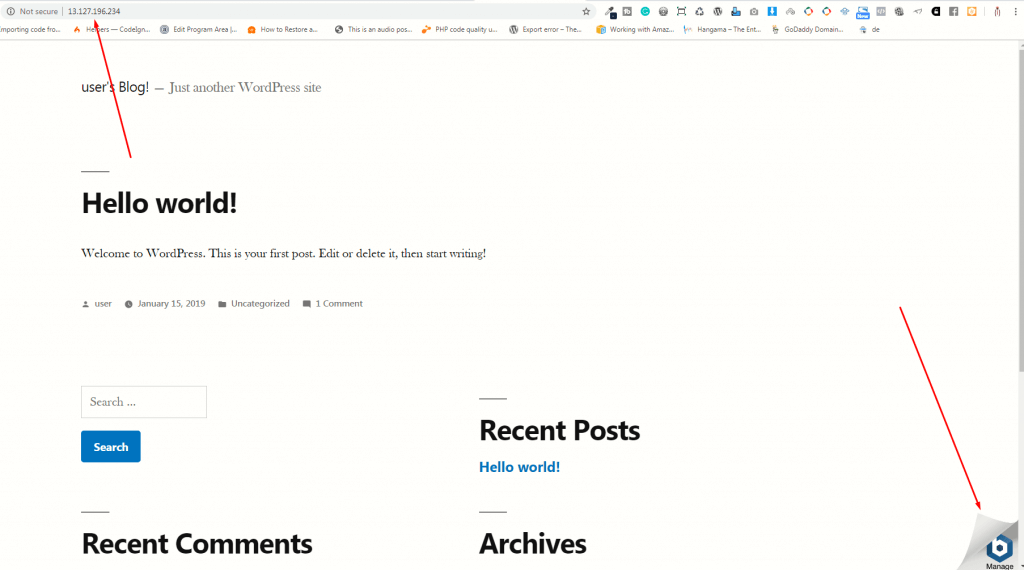 Not secure | 13.127.196.234
mporting code fro... Helpers — CodeIgn... Edit Program Area |... How to Restore a... This is an audio pos... PHP code quality u... Export error – The... Working with Amaz... Hangama – The Ent... GoDaddy Domain... de
New
user's Blog! — Just another WordPress site
Hello world!
Welcome to WordPress. This is your first post. Edit or delete it, then start writing!
user January 15, 2019 Uncategorized 1 Comment
Search ...
Search
Recent Posts
Hello world!
Recent Comments
Archives
Manage